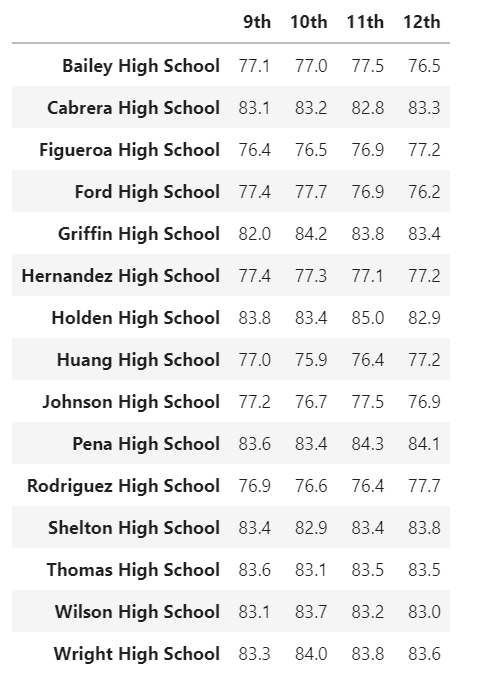 9th 10th 11th 12th
Bailey High School 77.1 77.0 77.5 76.5
Cabrera High School 83.1 83.2 82.8 83.3
Figueroa High School 76.4 76.5 76.9 77.2
Ford High School 77.4 77.7 76.9 76.2
Griffin High School 82.0 84.2 83.8 83.4
Hernandez High School 77.4 77.3 77.1 77.2
Holden High School 83.8 83.4 85.0 82.9
Huang High School 77.0 75.9 76.4 77.2
Johnson High School 77.2 76.7 77.5 76.9
Pena High School 83.6 83.4 84.3 84.1
Rodriguez High School 76.9 76.6 76.4 77.7
Shelton High School 83.4 82.9 83.4 83.8
Thomas High School 83.6 83.1 83.5 83.5
Wilson High School 83.1 83.7 83.2 83.0
Wright High School 83.3 84.0 83.8 83.6